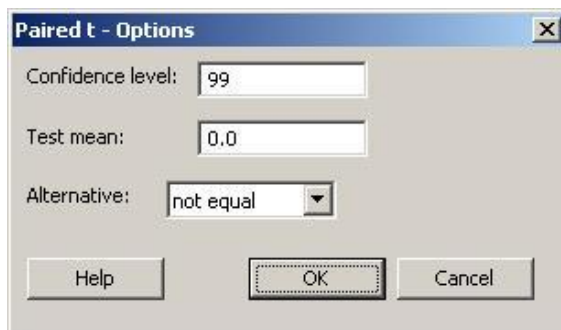 Paired t - Options
Confidence level: 99
Test mean: 0.0
Alternative: not equal
Help OK Cancel